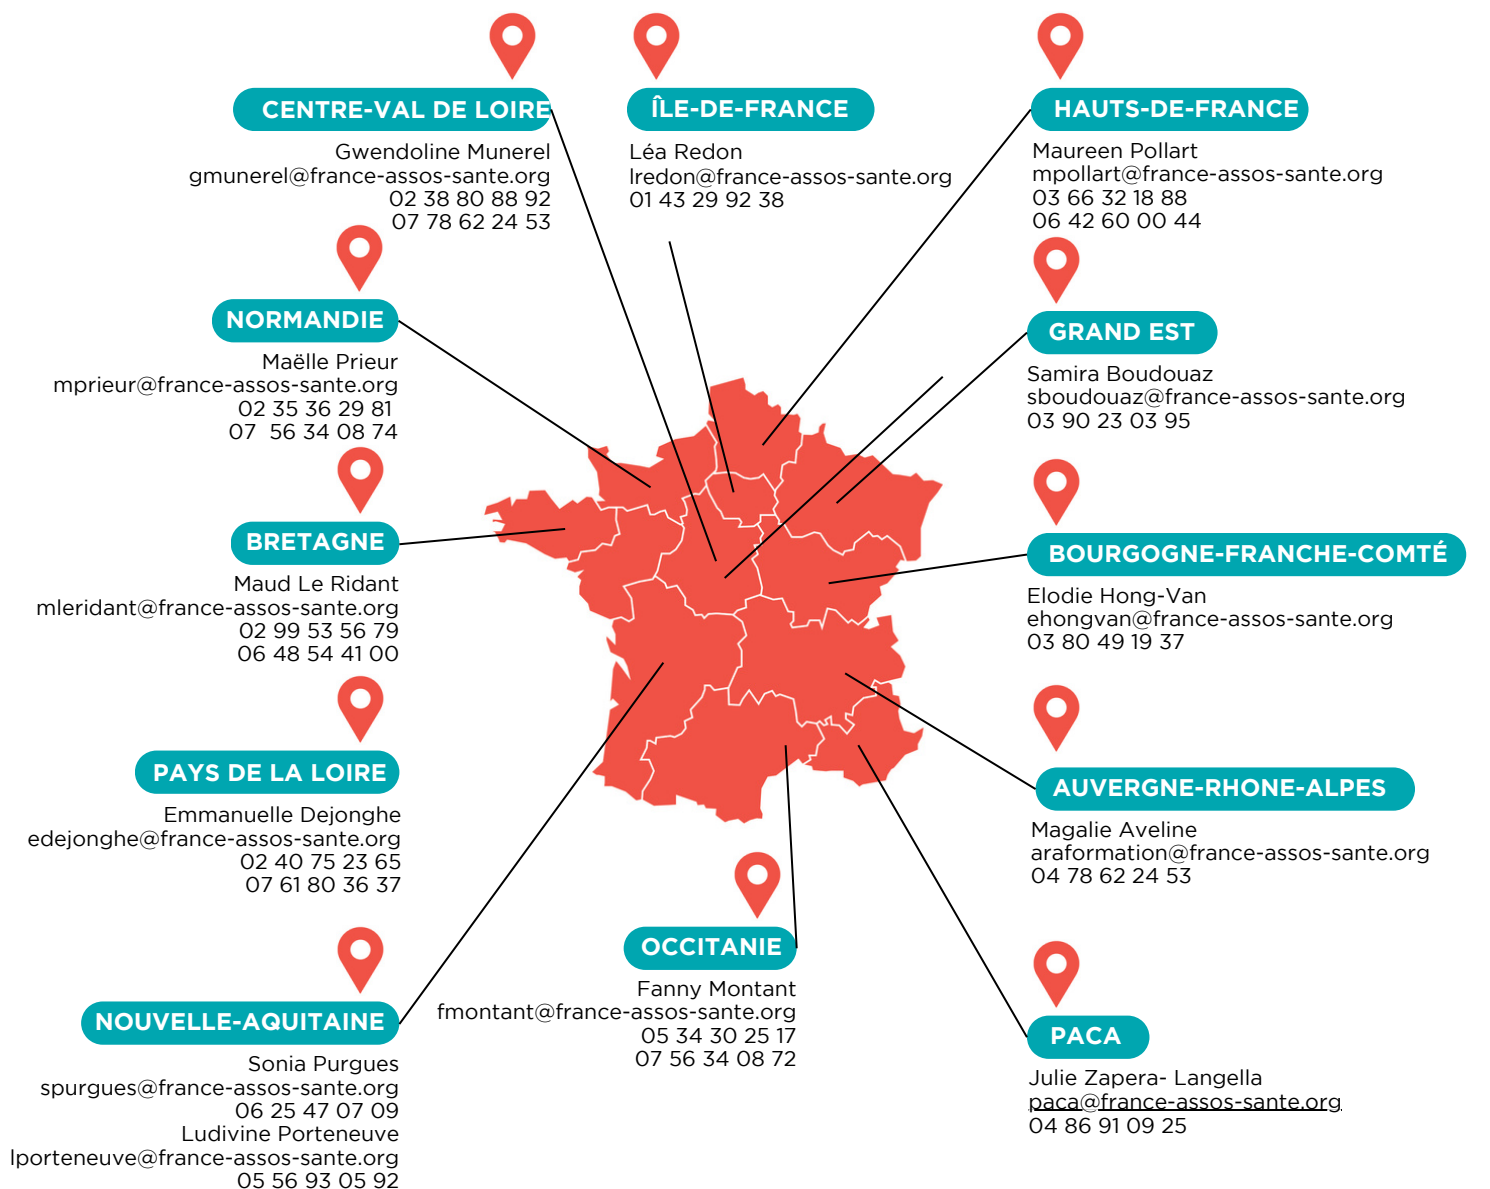 CENTRE-VAL DE LOIRE
Gwendoline Munerel
gmunerel@france-assos-sante.org
02 38 80 88 92
07 78 62 24 53
ÎLE-DE-FRANCE
Léa Redon
lredon@france-assos-sante.org
01 43 29 92 38
HAUTS-DE-FRANCE
Maureen Pollart
mpollart@france-assos-sante.org
03 66 32 18 88
06 42 60 00 44
NORMANDIE
Maëlle Prieur
mprieur@france-assos-sante.org
02 35 36 29 81
07 56 34 08 74
GRAND EST
Samira Boudouaz
sboudouaz@france-assos-sante.org
03 90 23 03 95
BRETAGNE
Maud Le Ridant
mleridant@france-assos-sante.org
02 99 53 56 79
06 48 54 41 00
BOURGOGNE-FRANCHE-COMTÉ
Elodie Hong-Van
ehongvan@france-assos-sante.org
03 80 49 19 37
PAYS DE LA LOIRE
Emmanuelle Dejonghe
edejonghe@france-assos-sante.org
02 40 75 23 65
07 61 80 36 37
AUVERGNE-RHONE-ALPES
Magalie Aveline
araformation@france-assos-sante.org
04 78 62 24 53
NOUVELLE-AQUITAINE
Sonia Purgues
spurgues@france-assos-sante.org
06 25 47 07 09
Ludivine Porteneuve
lporteneuve@france-assos-sante.org
05 56 93 05 92
OCCITANIE
Fanny Montant
fmontant@france-assos-sante.org
05 34 30 25 17
07 56 34 08 72
PACA
Julie Zapera- Langella
paca@france-assos-sante.org
04 86 91 09 25